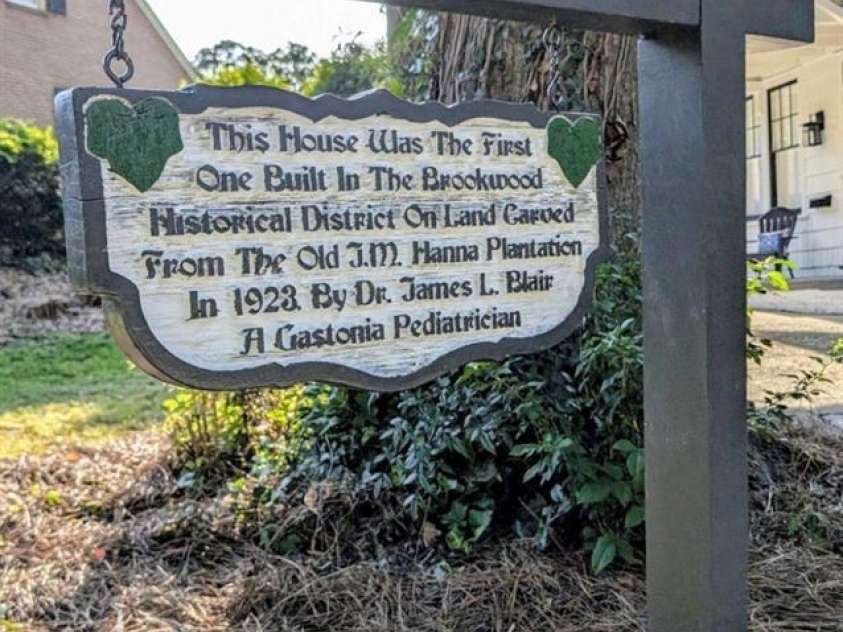 This House Was The First
One Built In The Brookwood
Historical District On Land Carved
From The Old J.M. Hanna Plantation
In 1923 By Dr. James L. Blair
A Gastonia Pediatrician